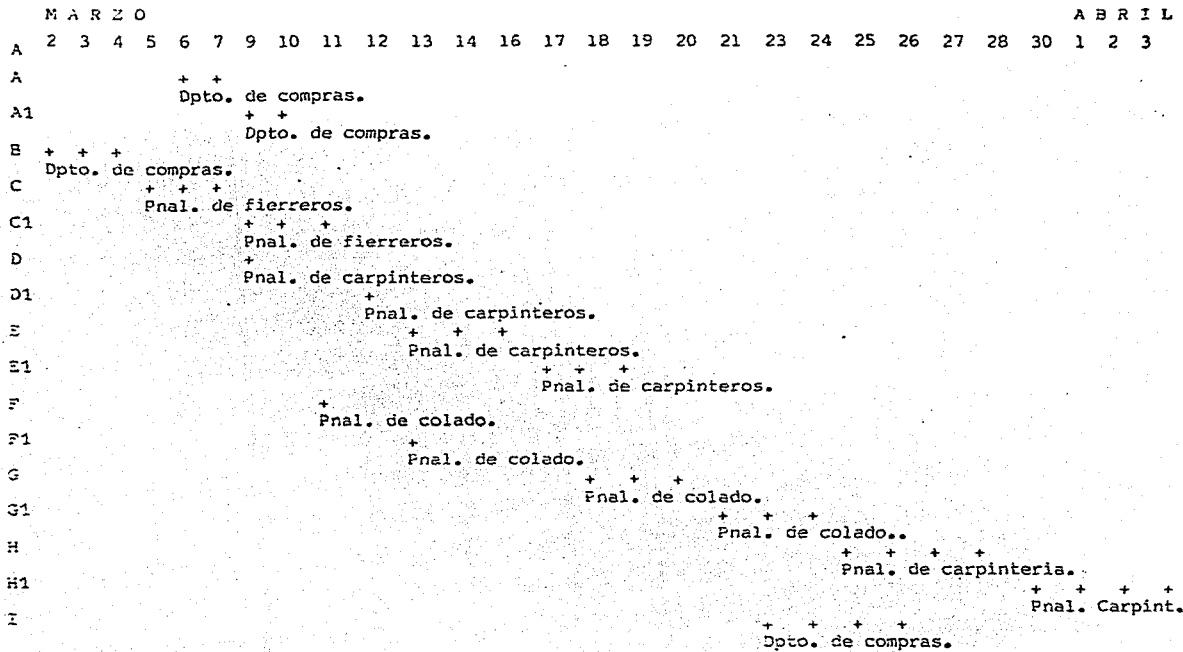 M A R Z O A B R I L
2 3 4 5 6 7 9 10 11 12 13 14 16 17 18 19 20 21 23 24 25 26 27 28 30 1 2 3
A
A + +
Dpto. de compras.
A1 + +
Dpto. de compras.
B + + +
Dpto. de compras.
C + + +
Pnal. de fierreros.
C1 + + +
Pnal. de fierreros.
D +
Pnal. de carpinteros.
D1 +
Pnal. de carpinteros.
E + + +
Pnal. de carpinteros.
E1 + + +
Pnal. de carpinteros.
F +
Pnal. de colado.
F1 +
Pnal. de colado.
G + + +
Pnal. de colado.
G1 + + +
Pnal. de colado..
H + + + +
Pnal. de carpinteria.
H1 + + + +
Pnal. Carpint.
I + + + +
Dpto. de compras.